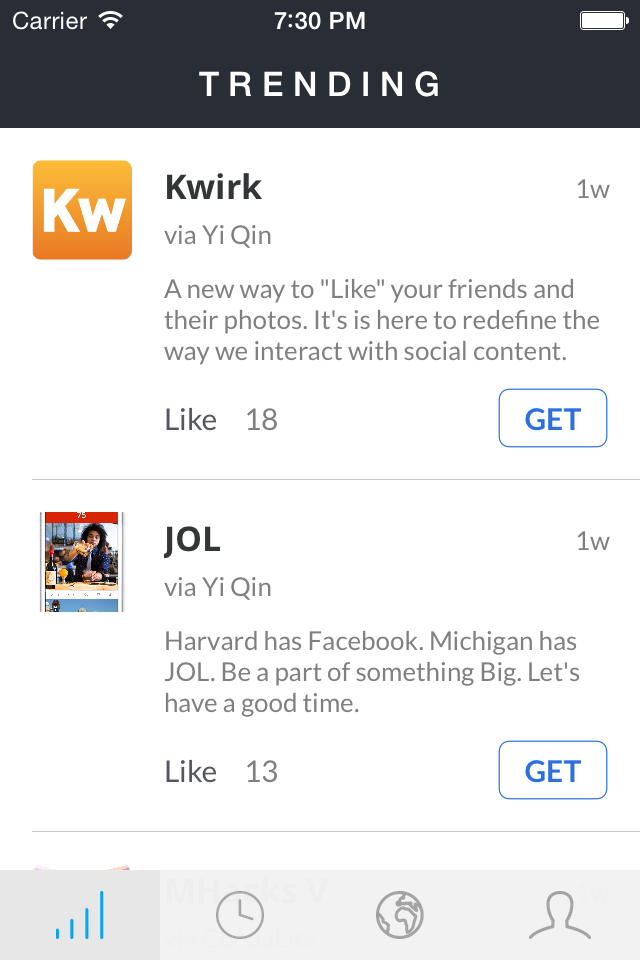 Carrier 7:30 PM
TRENDING
Kw
Kwirk 1w
via Yi Qin
A new way to "Like" your friends and
their photos. It's is here to redefine the
way we interact with social content.
Like 18 GET
75
JOL 1w
via Yi Qin
Harvard has Facebook. Michigan has
JOL. Be a part of something Big. Let's
have a good time.
Like 13 GET
MHacks V 1w